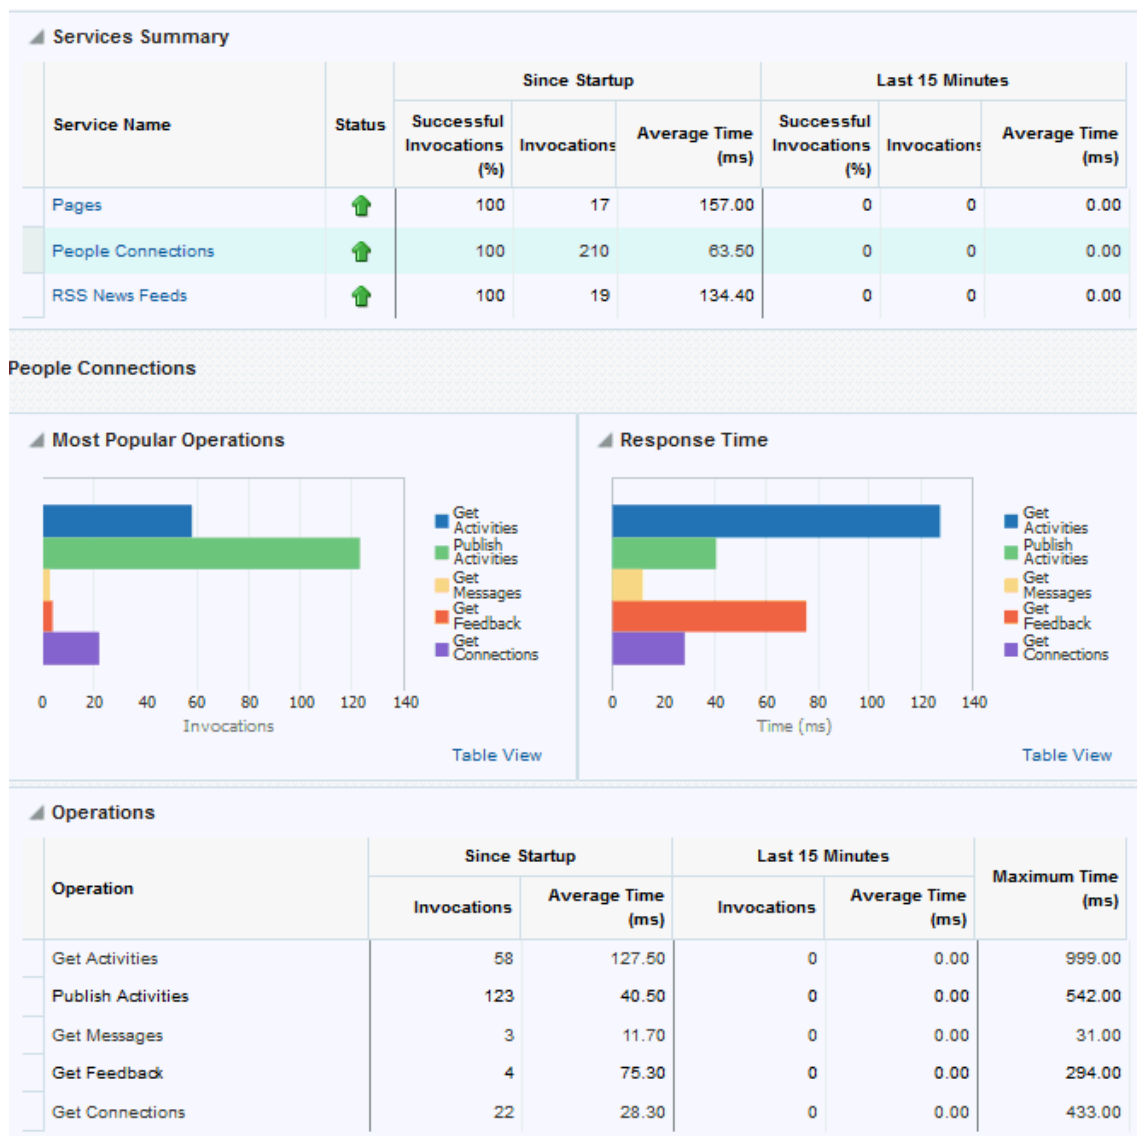 Services Summary
Since Startup Last 15 Minutes
Service Name Status Successful Invocations (%) Invocations Average Time (ms) Successful Invocations (%) Invocations Average Time (ms)
Pages 100 17 157.00 0 0 0.00
People Connections 100 210 63.50 0 0 0.00
RSS News Feeds 100 19 134.40 0 0 0.00
People Connections
Most Popular Operations
Get
Activities
Publish
Activities
Get
Messages
Get
Feedback
Get
Connections
0 20 40 60 80 100 120 140
Invocations
Table View
Response Time
Get
Activities
Publish
Activities
Get
Messages
Get
Feedback
Get
Connections
0 20 40 60 80 100 120 140
Time (ms)
Table View
Operations
Since Startup Last 15 Minutes
Operation Invocations Average Time (ms) Invocations Average Time (ms) Maximum Time (ms)
Get Activities 58 127.50 0 0.00 999.00
Publish Activities 123 40.50 0 0.00 542.00
Get Messages 3 11.70 0 0.00 31.00
Get Feedback 4 75.30 0 0.00 294.00
Get Connections 22 28.30 0 0.00 433.00